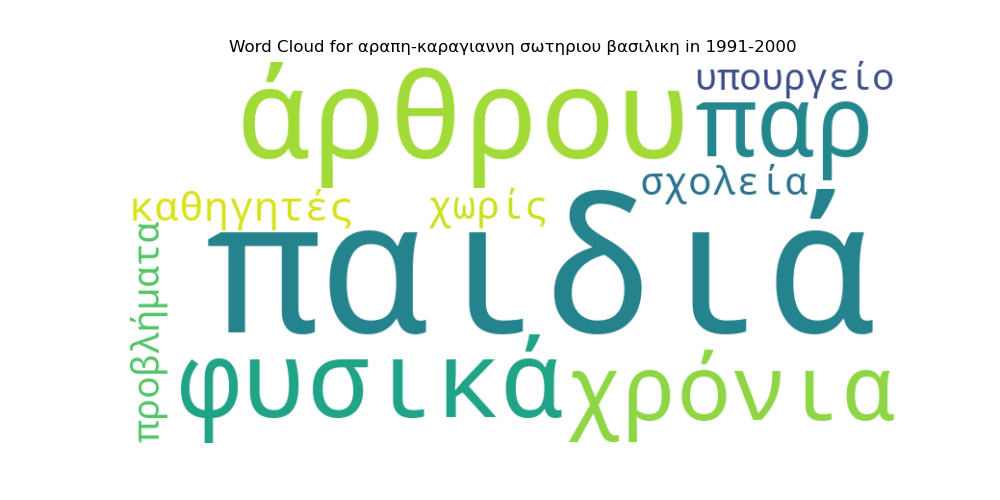 Word Cloud for αραπη-καραγιαννη σωτηριου βασιλικη in 1991-2000
υπουργείο
άρθρου
παρ
σχολεία
καθηγητές
χωρίς
παιδιά
προβλήματα
φυσικά
χρόνια